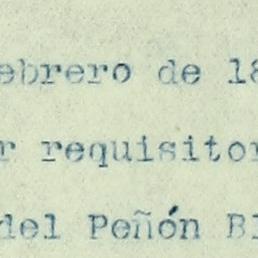 ebrero de 18
r requisitor
del Peñón Bl